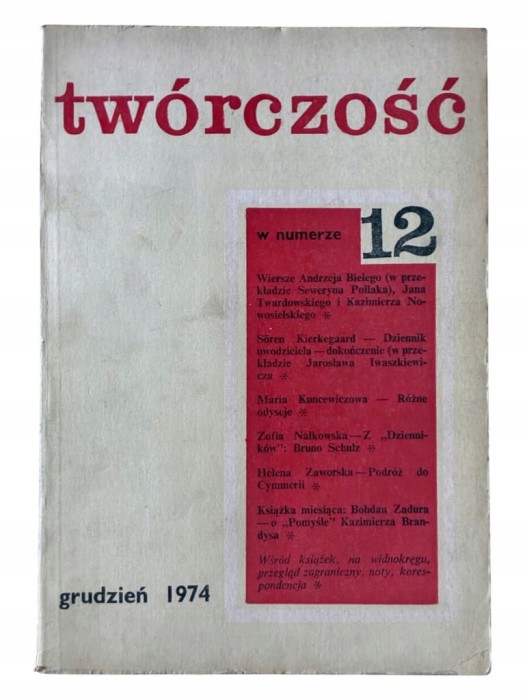 twórczość
w numerze 12
Wiersze Andrzeja Biełego (w prze-
kładzie Seweryna Pollaka), Jana
Twardowskiego i Kazimierza No-
wosielskiego *
Sören Kierkegaard — Dziennik
uwodziciela — dokończenie (w prze-
kładzie Jarosława Iwaszkiewi-
cza *
Maria Kuncewiczowa — Różne
odyseje *
Zofia Nałkowska — Z „Dzienni-
ków”: Bruno Schulz *
Helena Zaworska — Podróż do
Cymmerii *
Książka miesiąca: Bohdan Zadura
— o „Pomyśle” Kazimierza Bran-
dysa *
Wśród książek, na widnokręgu,
przegląd zagraniczny, noty, kores-
pondencja *
grudzień 1974